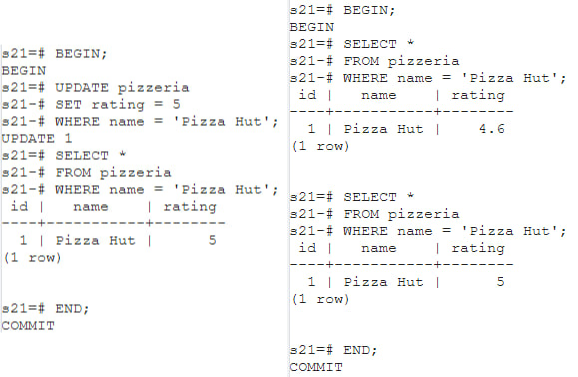 s21=# BEGIN;
BEGIN
s21=# UPDATE pizzeria
s21-# SET rating = 5
s21-# WHERE name = 'Pizza Hut';
UPDATE 1
s21=# SELECT *
s21-# FROM pizzeria
s21-# WHERE name = 'Pizza Hut';
 id |   name    | rating
----+-----------+--------
  1 | Pizza Hut |      5
(1 row)
s21=# END;
COMMIT
s21=# BEGIN;
BEGIN
s21=# SELECT *
s21-# FROM pizzeria
s21-# WHERE name = 'Pizza Hut';
 id |   name    | rating
----+-----------+--------
  1 | Pizza Hut |    4.6
(1 row)
s21=# SELECT *
s21-# FROM pizzeria
s21-# WHERE name = 'Pizza Hut';
 id |   name    | rating
----+-----------+--------
  1 | Pizza Hut |      5
(1 row)
s21=# END;
COMMIT